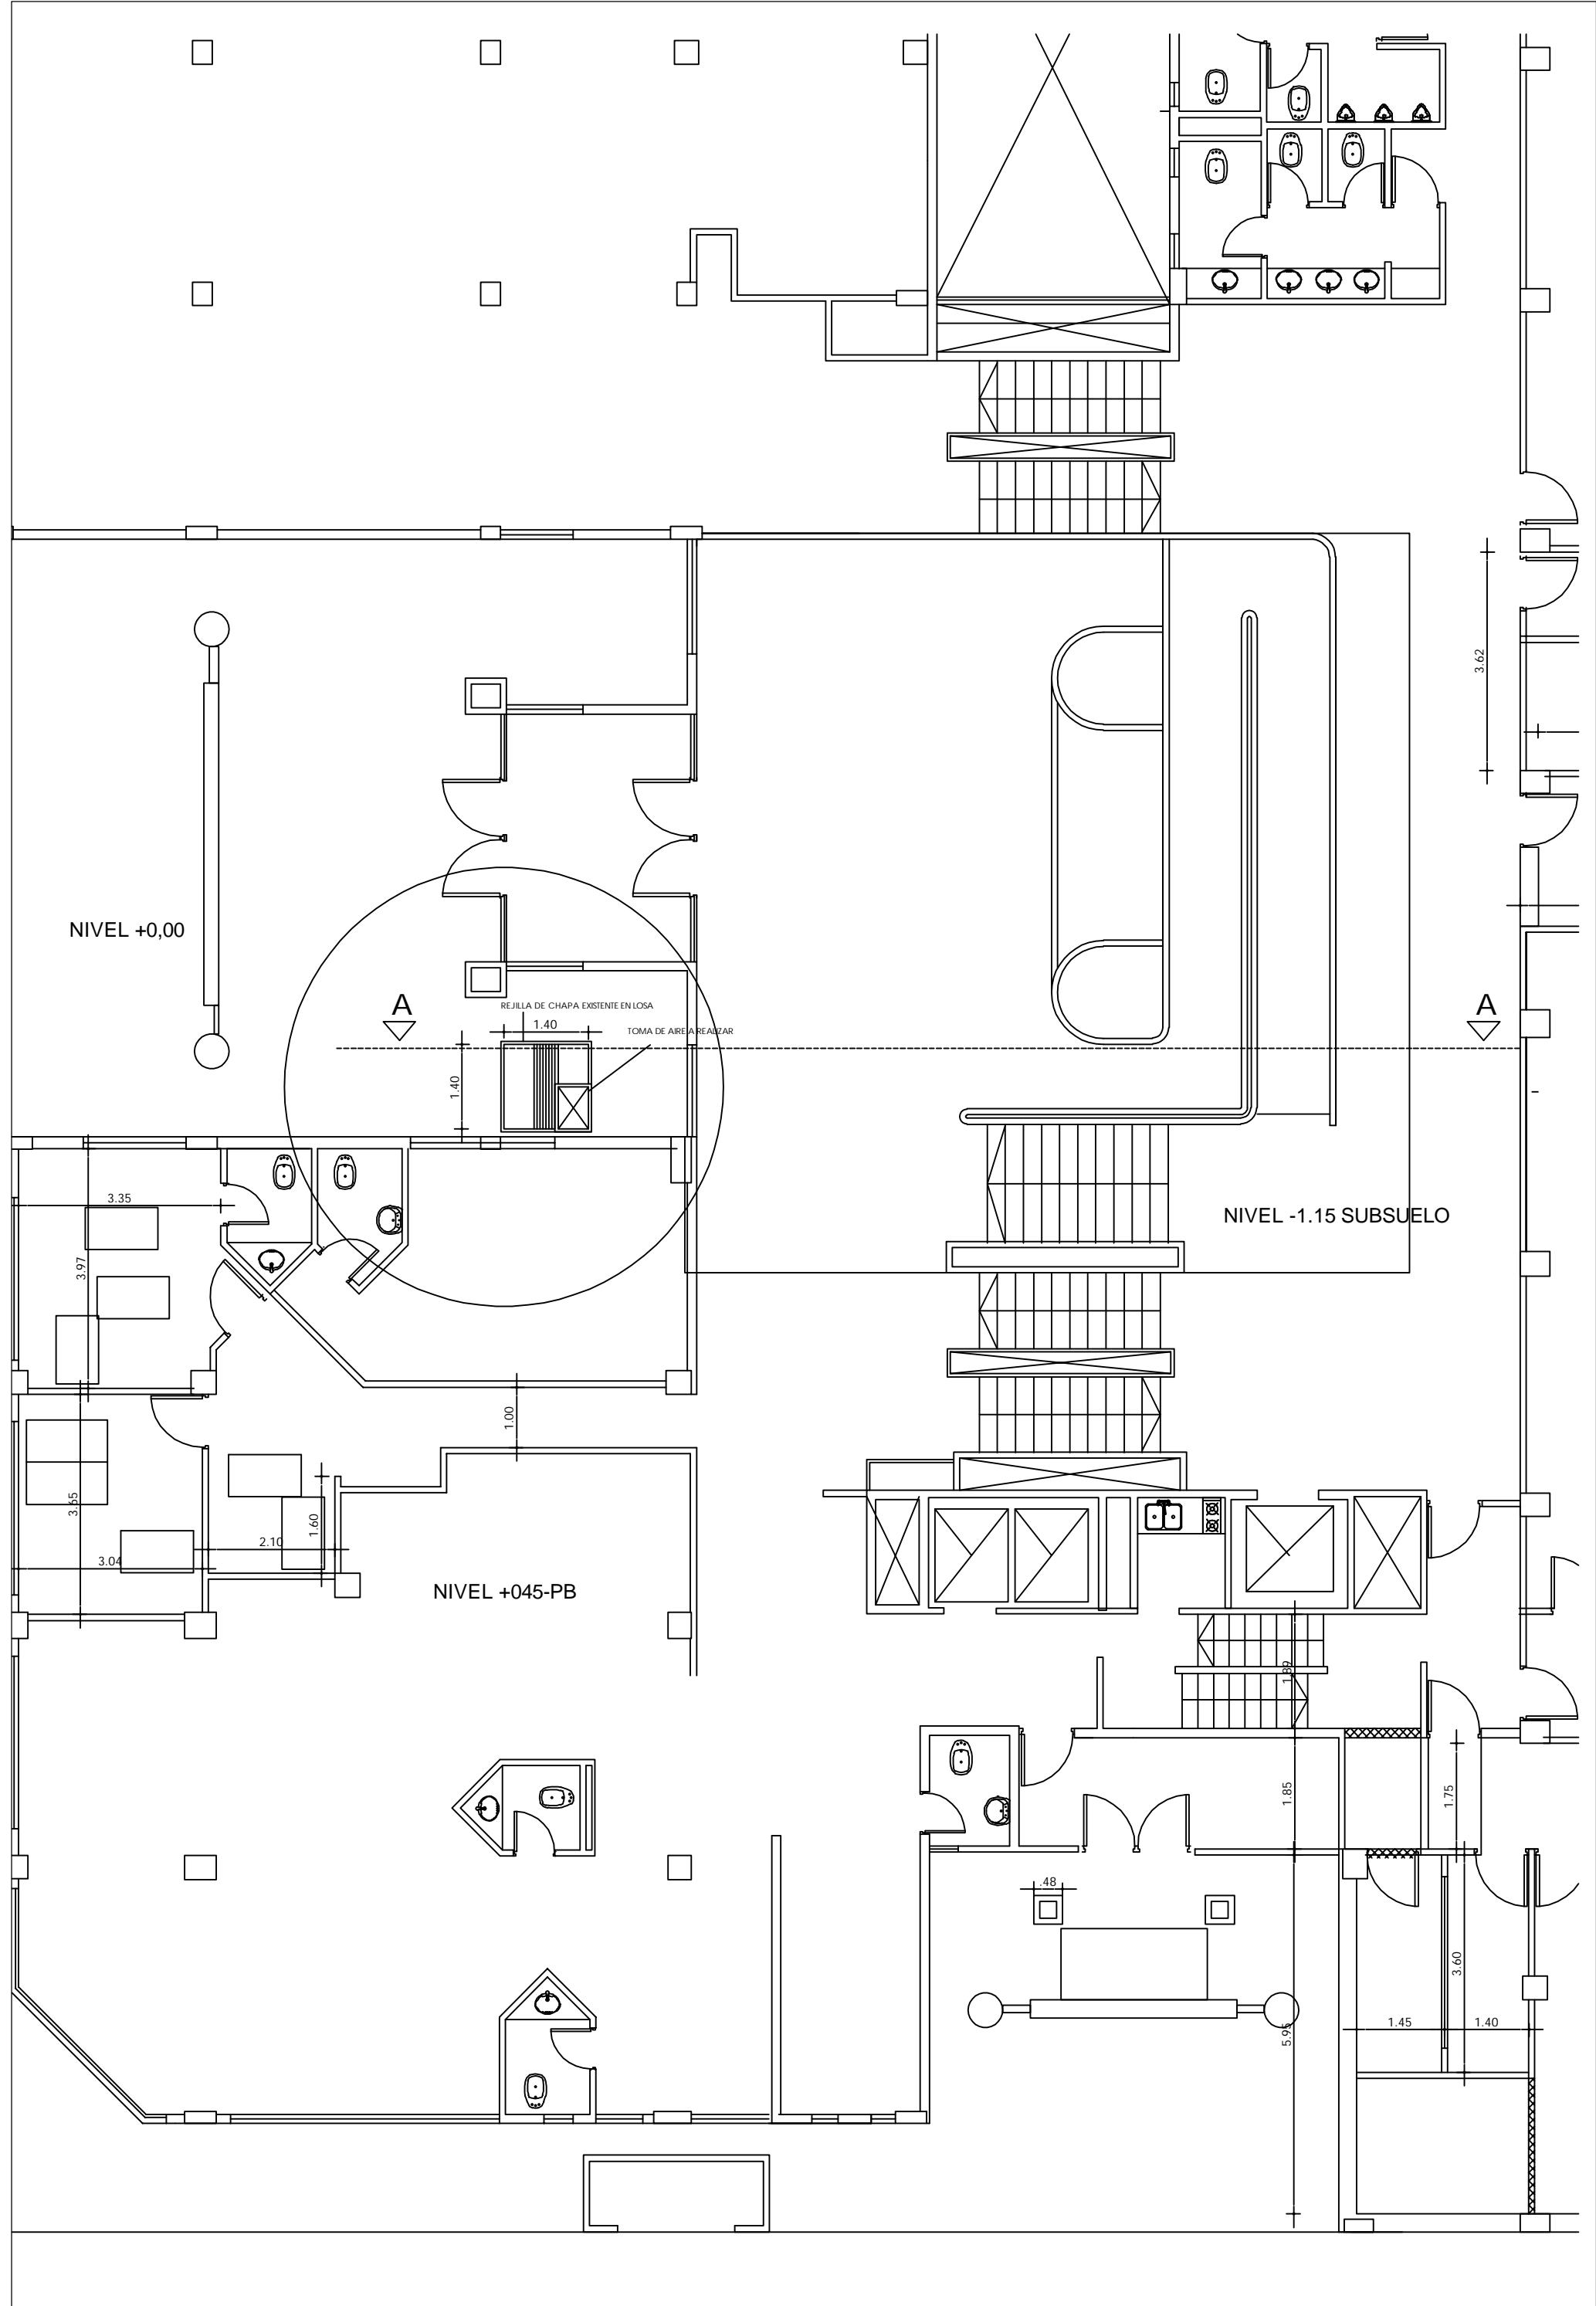 3.62
NIVEL +0,00
A
A
REJILLA DE CHAPA EXISTENTE EN LOSA
1.40
TOMA DE AIRE A REALIZAR
1.40
3.35
NIVEL -1.15 SUBSUELO
3.97
1.00
3.65
1.60
2.10
3.04
NIVEL +045-PB
1.89
1.85
1.75
.48
3.60
1.45
1.40
5.95